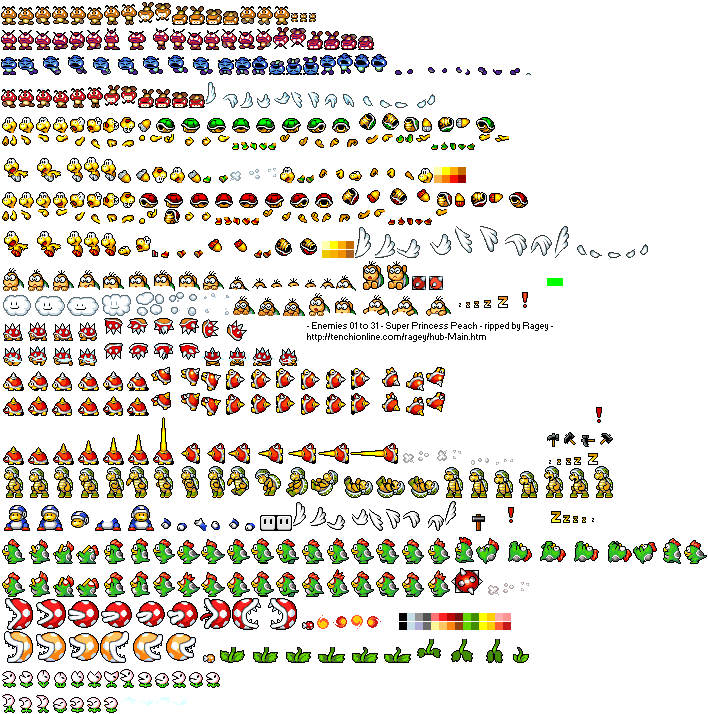 z z z Z Z !
- Enemies 01 to 31 - Super Princess Peach - ripped by Ragey -
http://tenchionline.com/ragey/hub-Main.htm
!
z z z Z Z
! Z Z z z z